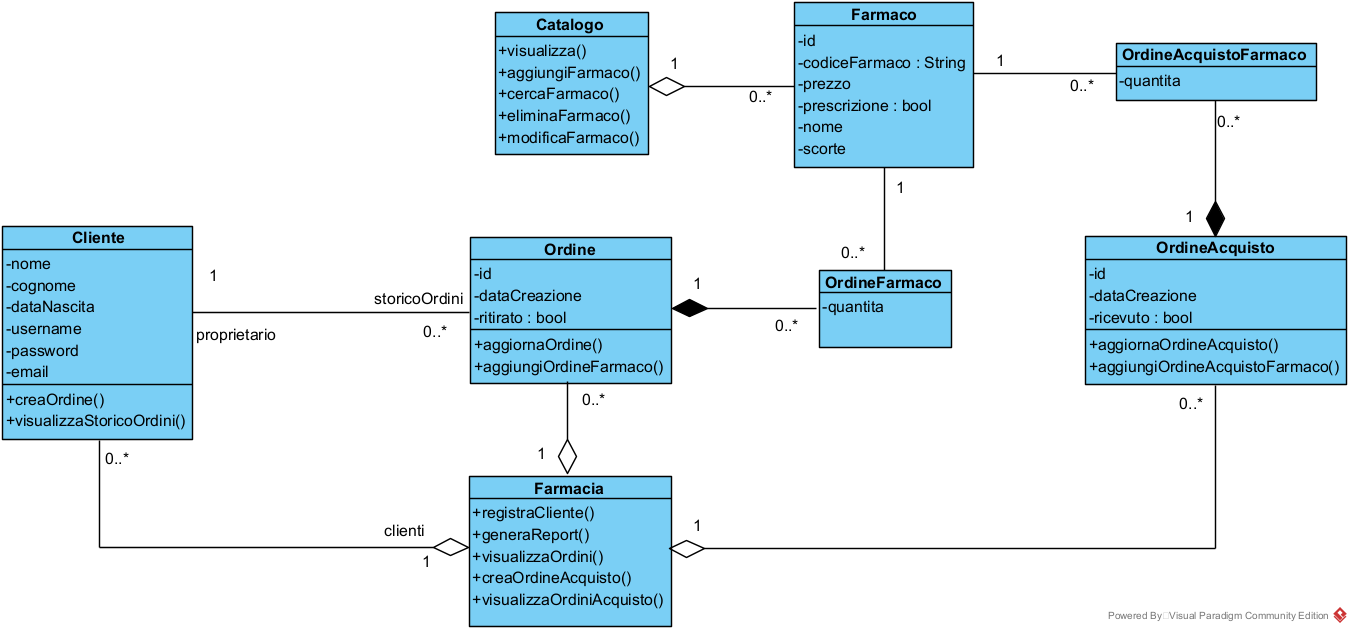 Catalogo
+visualizza()
+aggiungiFarmaco()
+cercaFarmaco()
+eliminaFarmaco()
+modificaFarmaco()
1
0..*
Farmaco
-id
-codiceFarmaco : String
-prezzo
-prescrizione : bool
-nome
-scorte
1
0..*
OrdineAcquistoFarmaco
-quantita
0..*
1
1
0..*
Cliente
-nome
-cognome
-dataNascita
-username
-password
-email
+creaOrdine()
+visualizzaStoricoOrdini()
1
proprietario
storicoOrdini
0..*
Ordine
-id
-dataCreazione
-ritirato : bool
+aggiornaOrdine()
+aggiungiOrdineFarmaco()
1
0..*
OrdineFarmaco
-quantita
OrdineAcquisto
-id
-dataCreazione
-ricevuto : bool
+aggiornaOrdineAcquisto()
+aggiungiOrdineAcquistoFarmaco()
0..*
0..*
1
0..*
clienti
1
Farmacia
+registraCliente()
+generaReport()
+visualizzaOrdini()
+creaOrdineAcquisto()
+visualizzaOrdiniAcquisto()
1
Powered By Visual Paradigm Community Edition